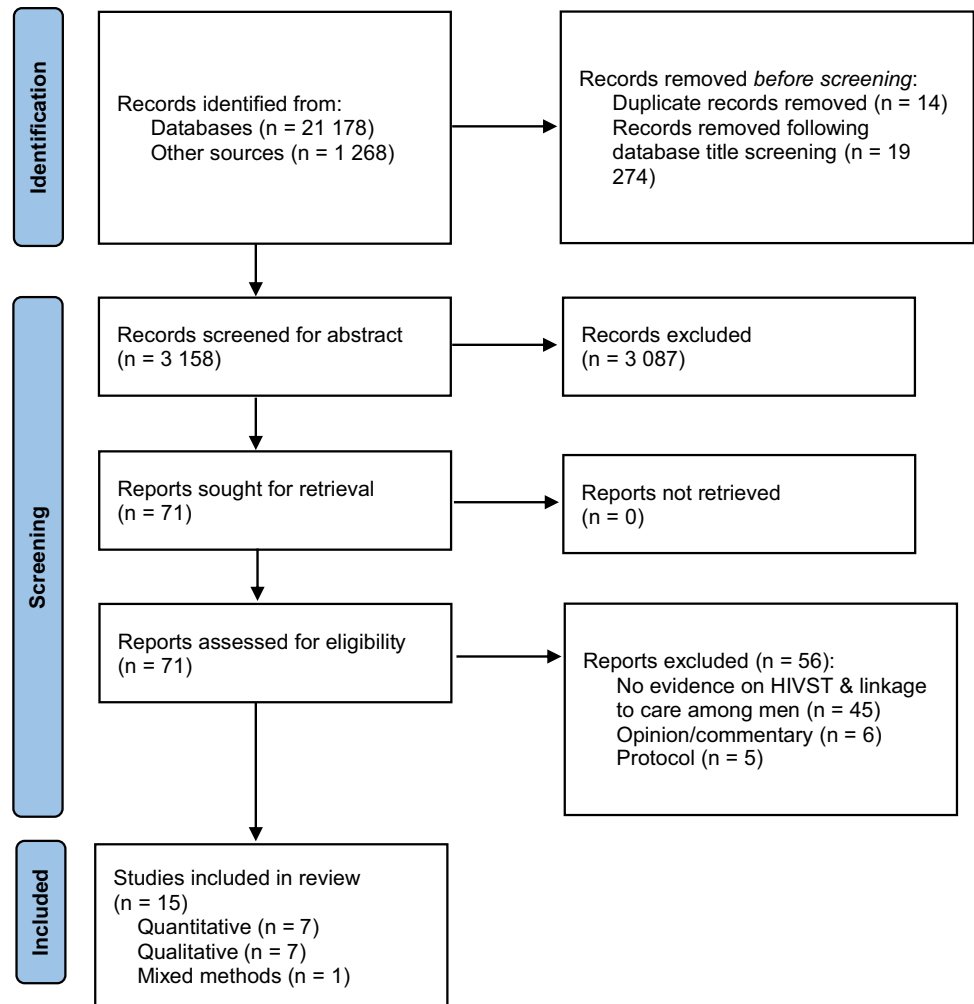 Identification
Records identified from:
Databases (n = 21 178)
Other sources (n = 1 268)
Records removed before screening:
Duplicate records removed (n = 14)
Records removed following
database title screening (n = 19
274)
Screening
Records screened for abstract
(n = 3 158)
Records excluded
(n = 3 087)
Reports sought for retrieval
(n = 71)
Reports not retrieved
(n = 0)
Reports assessed for eligibility
(n = 71)
Reports excluded (n = 56):
No evidence on HIVST & linkage
to care among men (n = 45)
Opinion/commentary (n = 6)
Protocol (n = 5)
Included
Studies included in review
(n = 15)
Quantitative (n = 7)
Qualitative (n = 7)
Mixed methods (n = 1)